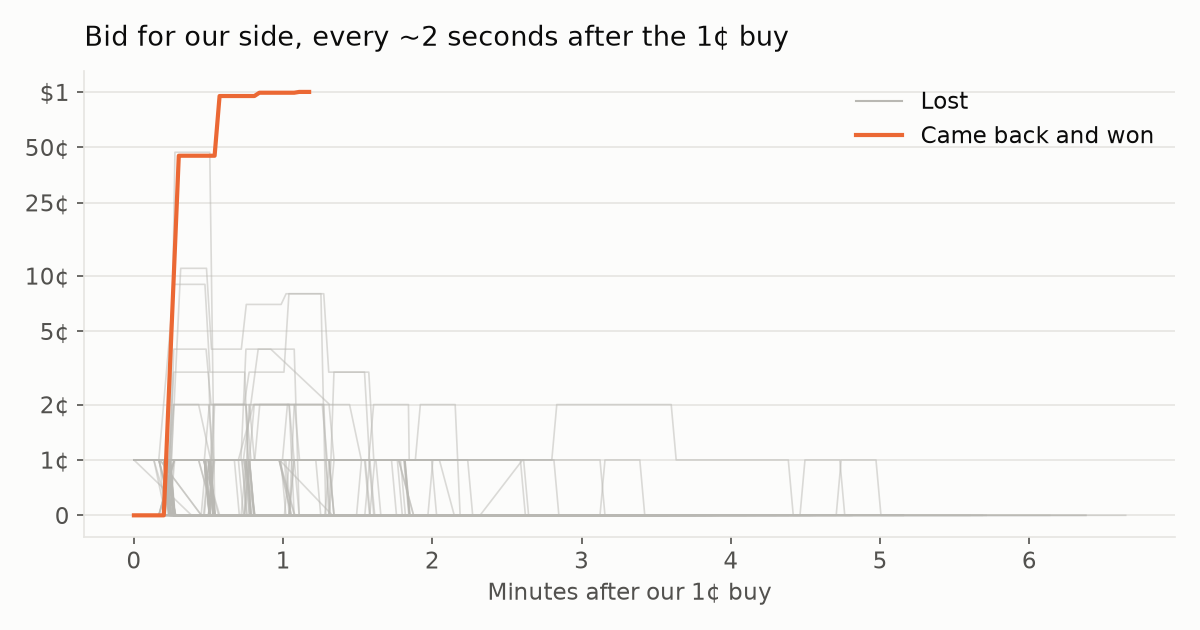 Bid for our side, every ~2 seconds after the 1¢ buy
$1
50¢
25¢
10¢
5¢
2¢
1¢
0
Lost
Came back and won
0 1 2 3 4 5 6
Minutes after our 1¢ buy